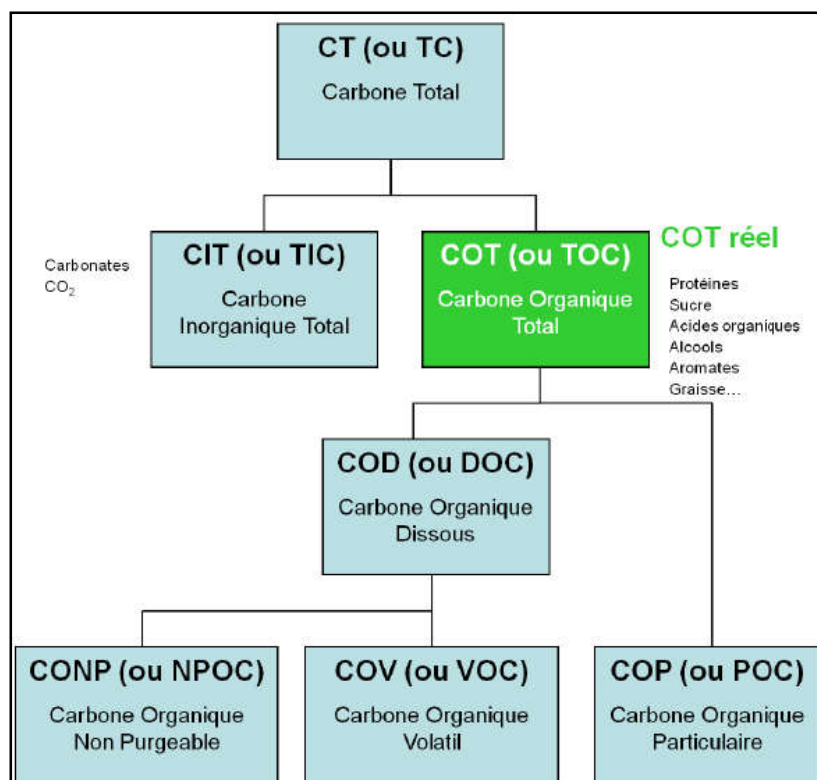 CT (ou TC)
Carbone Total
CIT (ou TIC)
Carbone
Inorganique Total
Carbonates
CO₂
COT (ou TOC)
Carbone Organique
Total
COT réel
Protéines
Sucre
Acides organiques
Alcools
Aromates
Graisse...
COD (ou DOC)
Carbone Organique
Dissous
CONP (ou NPOC)
Carbone Organique
Non Purgeable
COV (ou VOC)
Carbone Organique
Volatil
COP (ou POC)
Carbone Organique
Particulaire